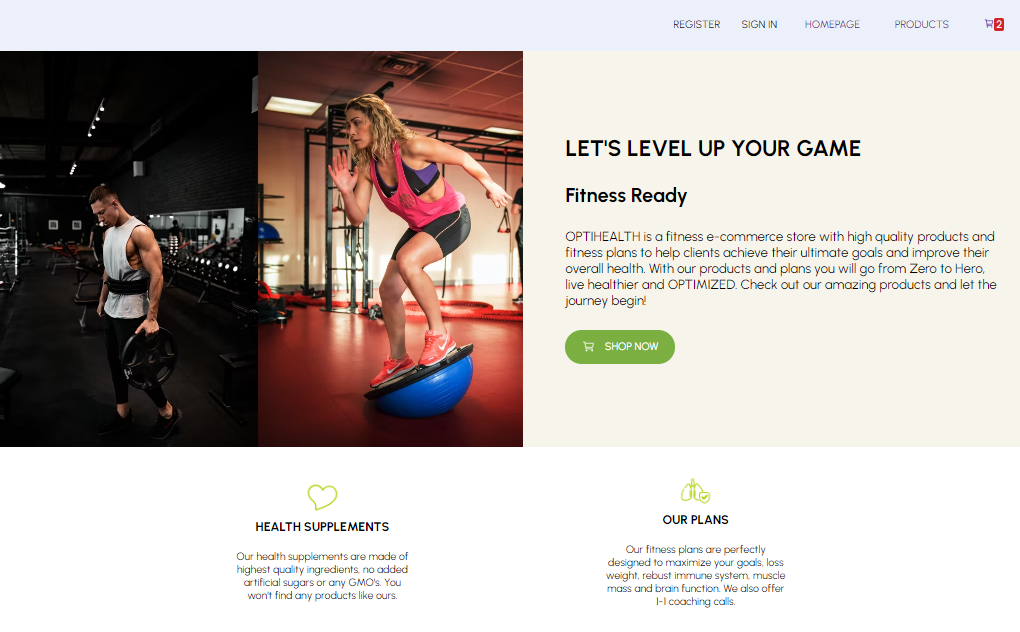 REGISTER SIGN IN HOMEPAGE PRODUCTS 2
LET'S LEVEL UP YOUR GAME
Fitness Ready
OPTIHEALTH is a fitness e-commerce store with high quality products and
fitness plans to help clients achieve their ultimate goals and improve their
overall health. With our products and plans you will go from Zero to Hero,
live healthier and OPTIMIZED. Check out our amazing products and let the
journey begin!
SHOP NOW
HEALTH SUPPLEMENTS
Our health supplements are made of
highest quality ingredients, no added
artificial sugars or any GMO's. You
won't find any products like ours.
OUR PLANS
Our fitness plans are perfectly
designed to maximize your goals, loss
weight, rebust immune system, muscle
mass and brain function. We also offer
1-1 coaching calls.